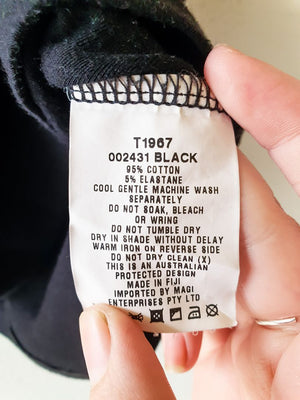 T1967
002431 BLACK
95% COTTON
5% ELASTANE
COOL GENTLE MACHINE WASH
SEPARATELY
DO NOT SOAK, BLEACH
OR WRING
DO NOT TUMBLE DRY
DRY IN SHADE WITHOUT DELAY
WARM IRON ON REVERSE SIDE
DO NOT DRY CLEAN (X)
THIS IS AN AUSTRALIAN
PROTECTED DESIGN
MADE IN FIJI
IMPORTED BY MAGI
ENTERPRISES PTY LTD